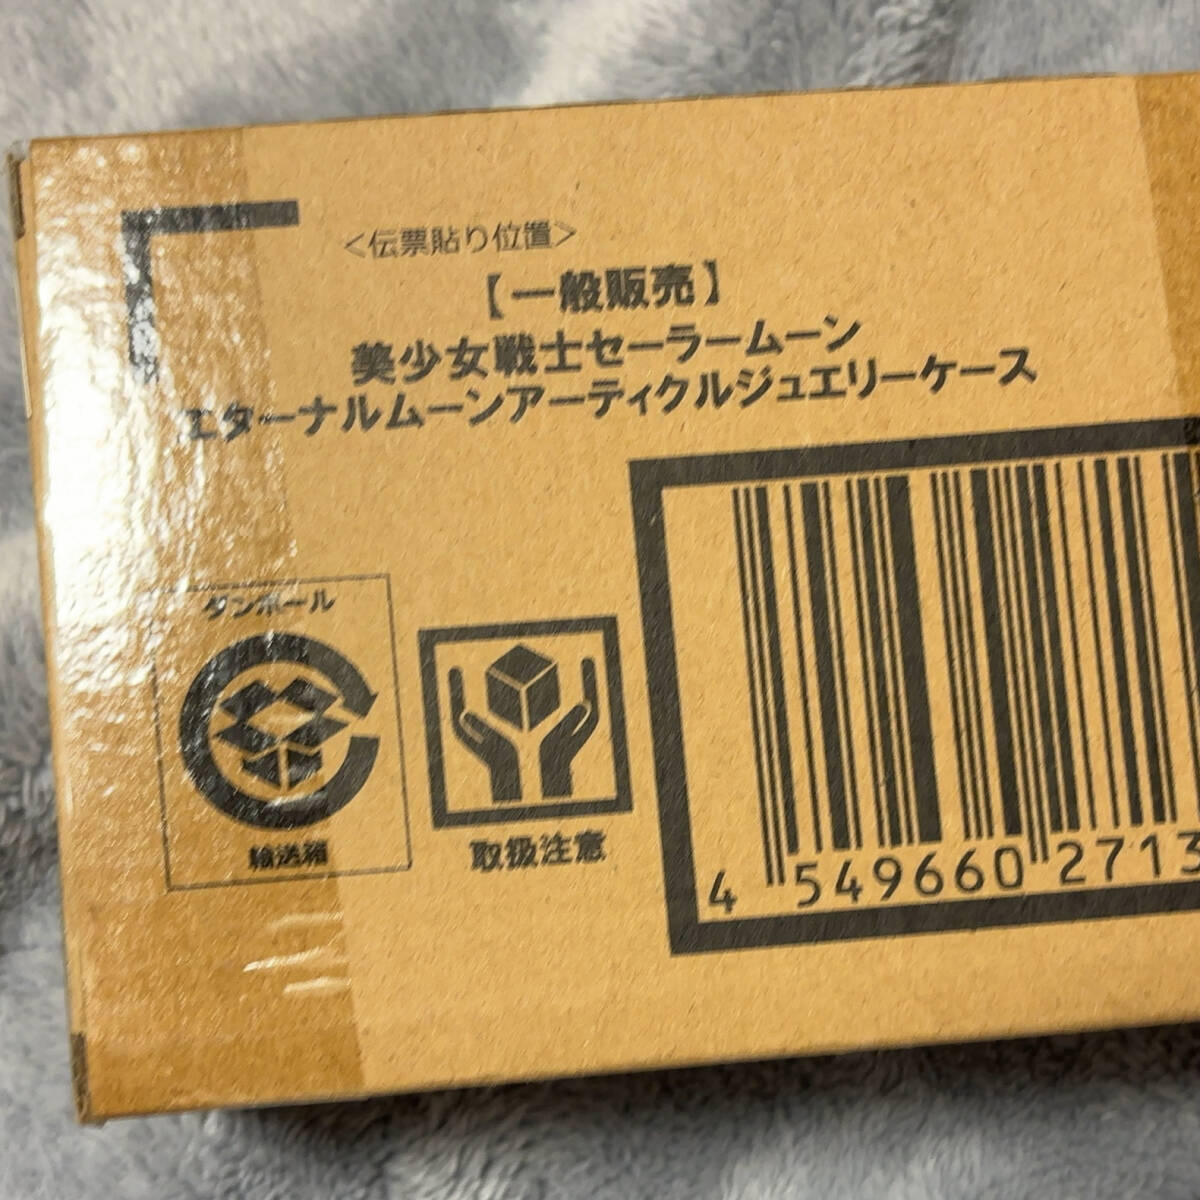 ＜伝票貼り位置＞
【一般販売】
美少女戦士セーラームーン
エターナルムーンアーティクルジュエリーケース
ダンボール
輸送箱
取扱注意
4 549660 2713